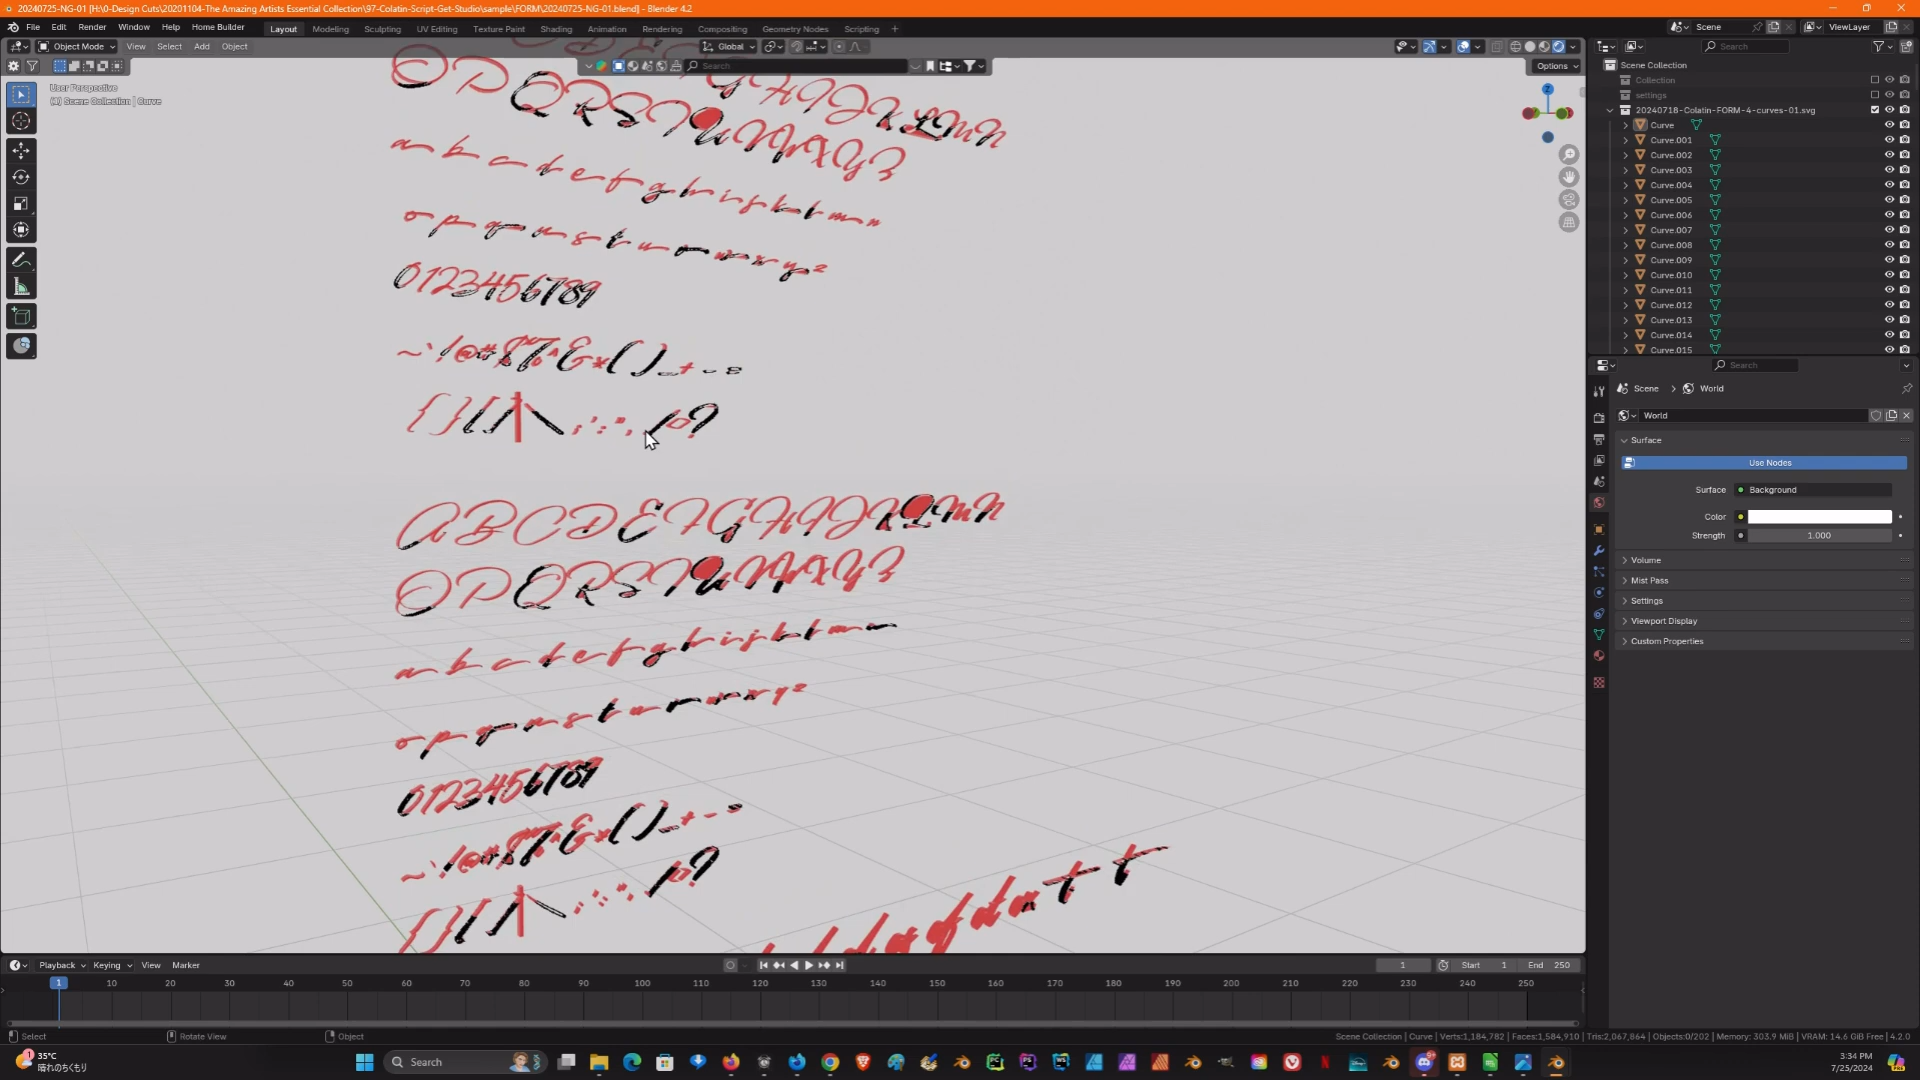 20240725-NG-01 [H:\0-Design Cuts\20201104-The Amazing Artists Essential Collection\97-Colatin-Script-Get-Studio\sample\FORM\20240725-NG-01.blend] - Blender 4.2
File Edit Render Window Help Home Builder Layout Modeling Sculpting UV Editing Texture Paint Shading Animation Rendering Compositing Geometry Nodes Scripting + Scene ViewLayer
Object Mode View Select Add Object Global Search
Search Options
User Perspective
(1) Scene Collection | Curve
Scene Collection
Collection
settings
20240718-Colatin-FORM-4-curves-01.svg
Curve
Curve.001
Curve.002
Curve.003
Curve.004
Curve.005
Curve.006
Curve.007
Curve.008
Curve.009
Curve.010
Curve.011
Curve.012
Curve.013
Curve.014
Curve.015
Search
Scene > World
World
Surface
Use Nodes
Surface Background
Color
Strength 1.000
Volume
Mist Pass
Settings
Viewport Display
Custom Properties
Z
G H I J K L M N
O P Q R S T U V W X Y Z
a b c d e f g h i j k l m n
o p q r s t u v w x y z
0123456789
~`!@#$%^&*()_+-=
{}[]|\:;"',./<>?
A B C D E F G H I J K L M N
O P Q R S T U V W X Y Z
a b c d e f g h i j k l m n
o p q r s t u v w x y z
0123456789
~`!@#$%^&*()_+-=
Playback Keying View Marker 1 Start 1 End 250
1 10 20 30 40 50 60 70 80 90 100 110 120 130 140 150 160 170 180 190 200 210 220 230 240 250
Select Rotate View Object Scene Collection | Curve | Verts:1,184,782 | Faces:1,584,910 | Tris:2,067,864 | Objects:0/202 | Memory: 303.9 MiB | VRAM: 14.6 GiB Free | 4.2.0
35°C
晴れのちくもり
Search
3:34 PM
7/25/2024